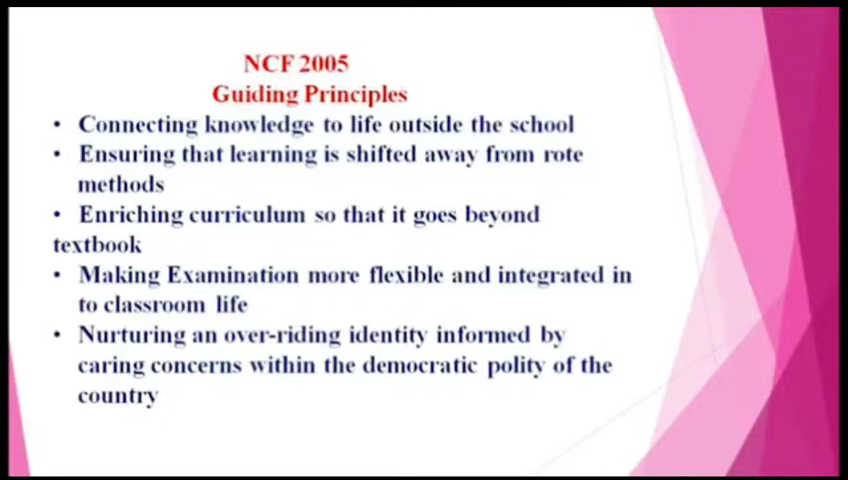 NCF 2005
Guiding Principles
• Connecting knowledge to life outside the school
• Ensuring that learning is shifted away from rote
methods
• Enriching curriculum so that it goes beyond
textbook
• Making Examination more flexible and integrated in
to classroom life
• Nurturing an over-riding identity informed by
caring concerns within the democratic polity of the
country